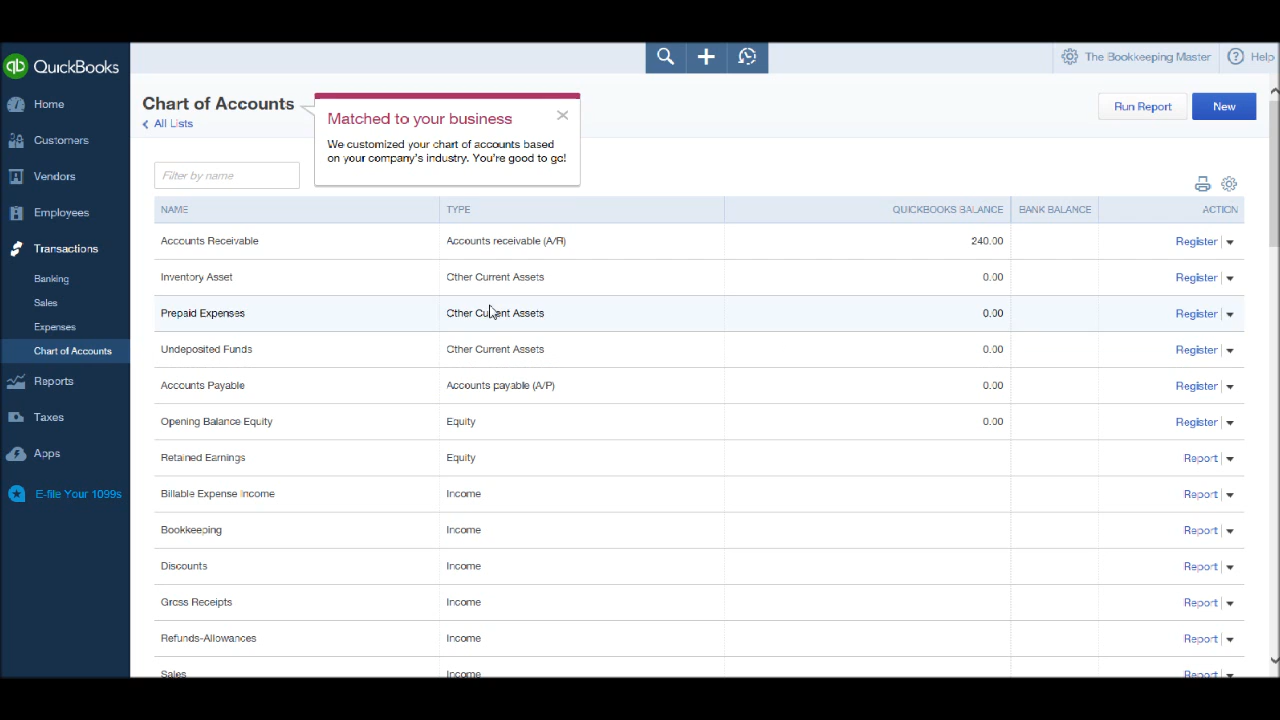 QuickBooks
The Bookkeeping Master
Help
Home
Customers
Vendors
Employees
Transactions
Banking
Sales
Expenses
Chart of Accounts
Reports
Taxes
Apps
E-file Your 1099s
Chart of Accounts
All Lists
Matched to your business
We customized your chart of accounts based
on your company's industry. You're good to go!
Run Report
New
Filter by name
NAME TYPE QUICKBOOKS BALANCE BANK BALANCE ACTION
Accounts Receivable Accounts receivable (A/R) 240.00 Register
Inventory Asset Other Current Assets 0.00 Register
Prepaid Expenses Other Current Assets 0.00 Register
Undeposited Funds Other Current Assets 0.00 Register
Accounts Payable Accounts payable (A/P) 0.00 Register
Opening Balance Equity Equity 0.00 Register
Retained Earnings Equity Report
Billable Expense Income Income Report
Bookkeeping Income Report
Discounts Income Report
Gross Receipts Income Report
Refunds-Allowances Income Report
Sales Income Report